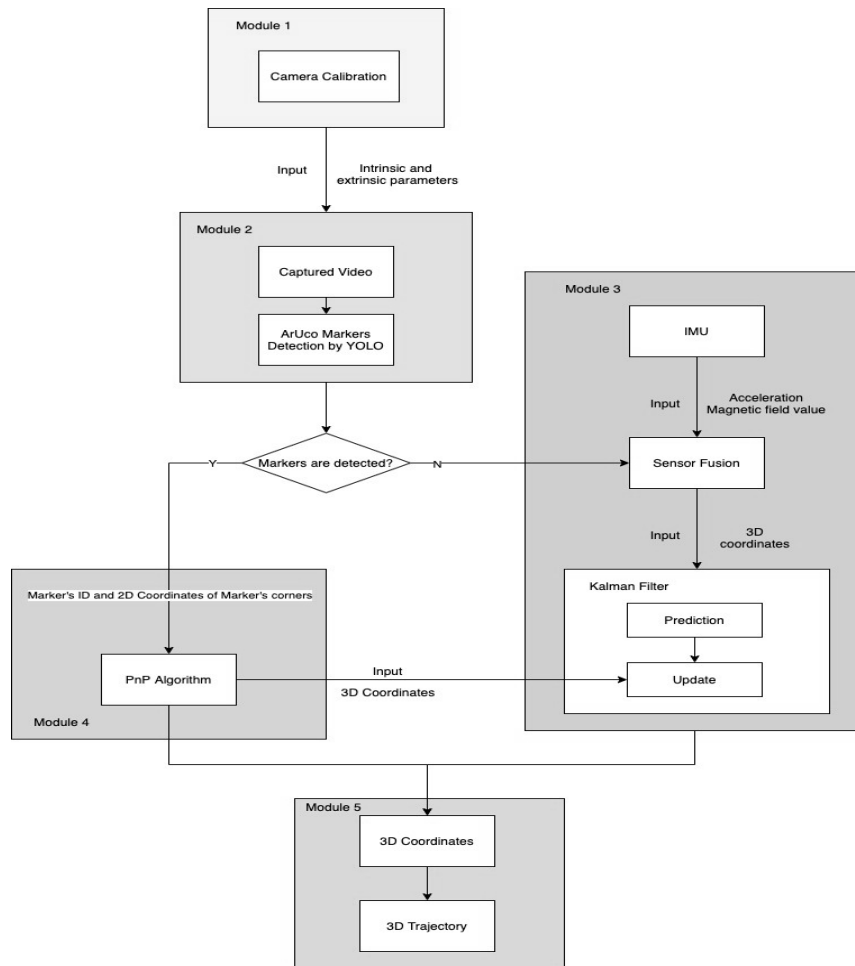 Module 1
Camera Calibration
Input
Intrinsic and
extrinsic parameters
Module 2
Captured Video
ArUco Markers
Detection by YOLO
Module 3
IMU
Input
Acceleration
Magnetic field value
Markers are detected?
Y
N
Sensor Fusion
Input
3D
coordinates
Kalman Filter
Prediction
Update
Marker's ID and 2D Coordinates of Marker's corners
PnP Algorithm
Input
3D Coordinates
Module 4
Module 5
3D Coordinates
3D Trajectory